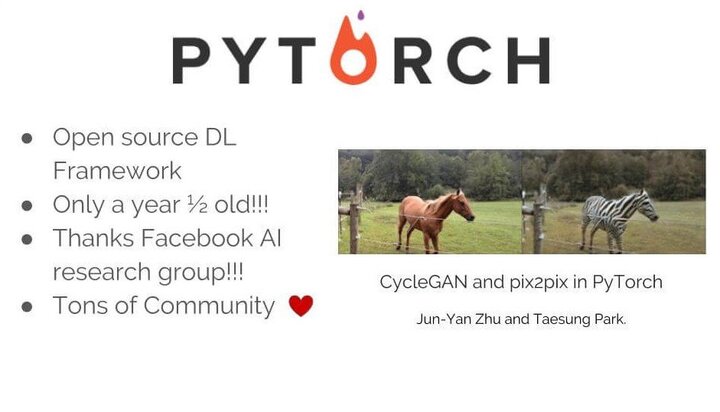 PYTORCH
● Open source DL
Framework
● Only a year ½ old!!!
● Thanks Facebook AI
research group!!!
● Tons of Community ♥
CycleGAN and pix2pix in PyTorch
Jun-Yan Zhu and Taesung Park.